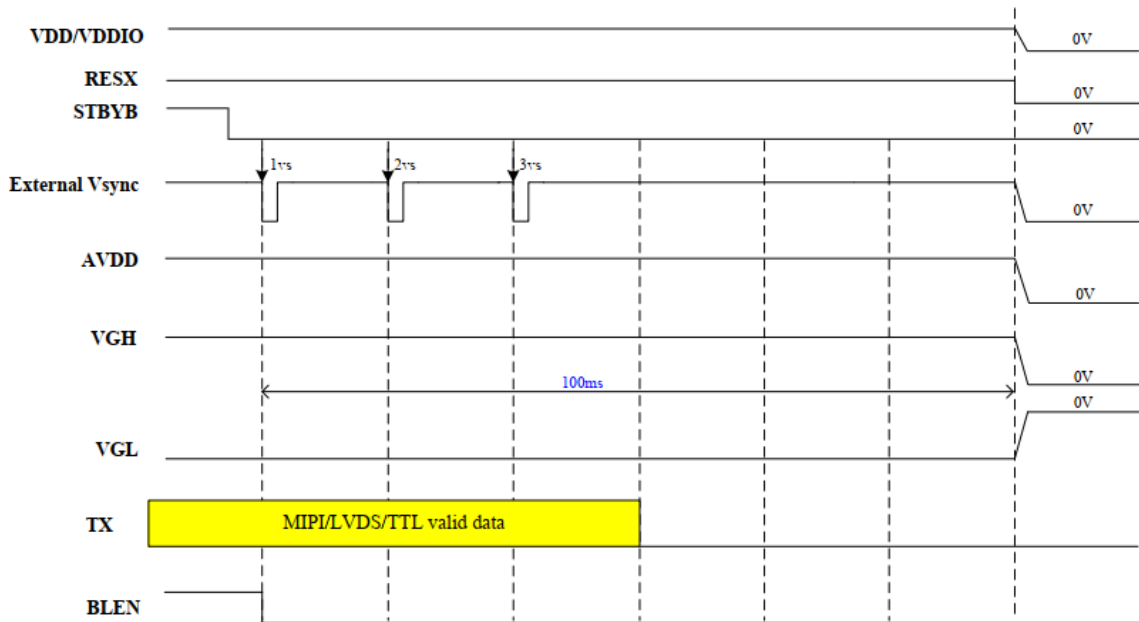 VDD/VDDIO
0V
RESX
0V
STBYB
0V
1vs
2vs
3vs
External Vsync
0V
AVDD
0V
VGH
100ms
0V
0V
VGL
TX
MIPI/LVDS/TTL valid data
BLEN